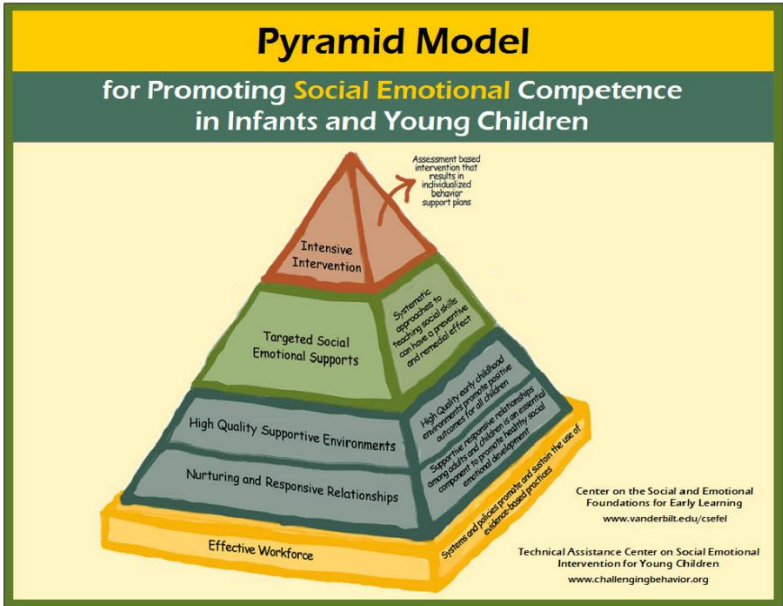 Pyramid Model
for Promoting Social Emotional Competence
in Infants and Young Children
Assessment based
intervention that
results in
individualized
behavior
support plans
Intensive
Intervention
Targeted Social
Emotional Supports
Systematic
approaches to
teaching social skills
can have a preventive
and remedial effect
High Quality Supportive Environments
High Quality early childhood
environments promote positive
outcomes for all children
Nurturing and Responsive Relationships
Supportive responsive relationships
among adults and children is an essential
component to promote healthy social
emotional development
Effective Workforce
Systems and policies promote and sustain the use of
evidence-based practices
Center on the Social and Emotional
Foundations for Early Learning
www.vanderbilt.edu/csefel
Technical Assistance Center on Social Emotional
Intervention for Young Children
www.challengingbehavior.org